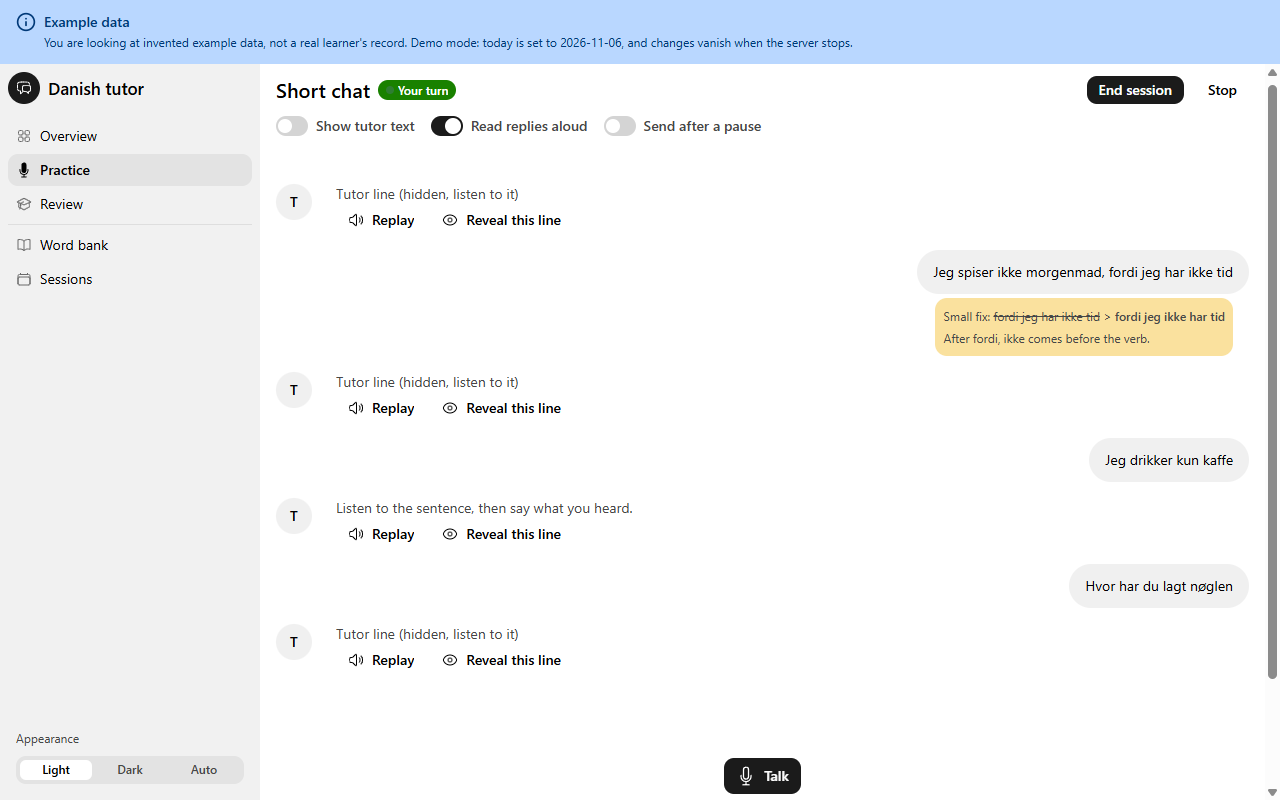 Example data
You are looking at invented example data, not a real learner's record. Demo mode: today is set to 2026-11-06, and changes vanish when the server stops.
Danish tutor
Overview
Practice
Review
Word bank
Sessions
Appearance
Light Dark Auto
Short chat Your turn End session Stop
Show tutor text Read replies aloud Send after a pause
T Tutor line (hidden, listen to it)
Replay Reveal this line
Jeg spiser ikke morgenmad, fordi jeg har ikke tid
Small fix: fordi jeg har ikke tid > fordi jeg ikke har tid
After fordi, ikke comes before the verb.
T Tutor line (hidden, listen to it)
Replay Reveal this line
Jeg drikker kun kaffe
T Listen to the sentence, then say what you heard.
Replay Reveal this line
Hvor har du lagt nøglen
T Tutor line (hidden, listen to it)
Replay Reveal this line
Talk